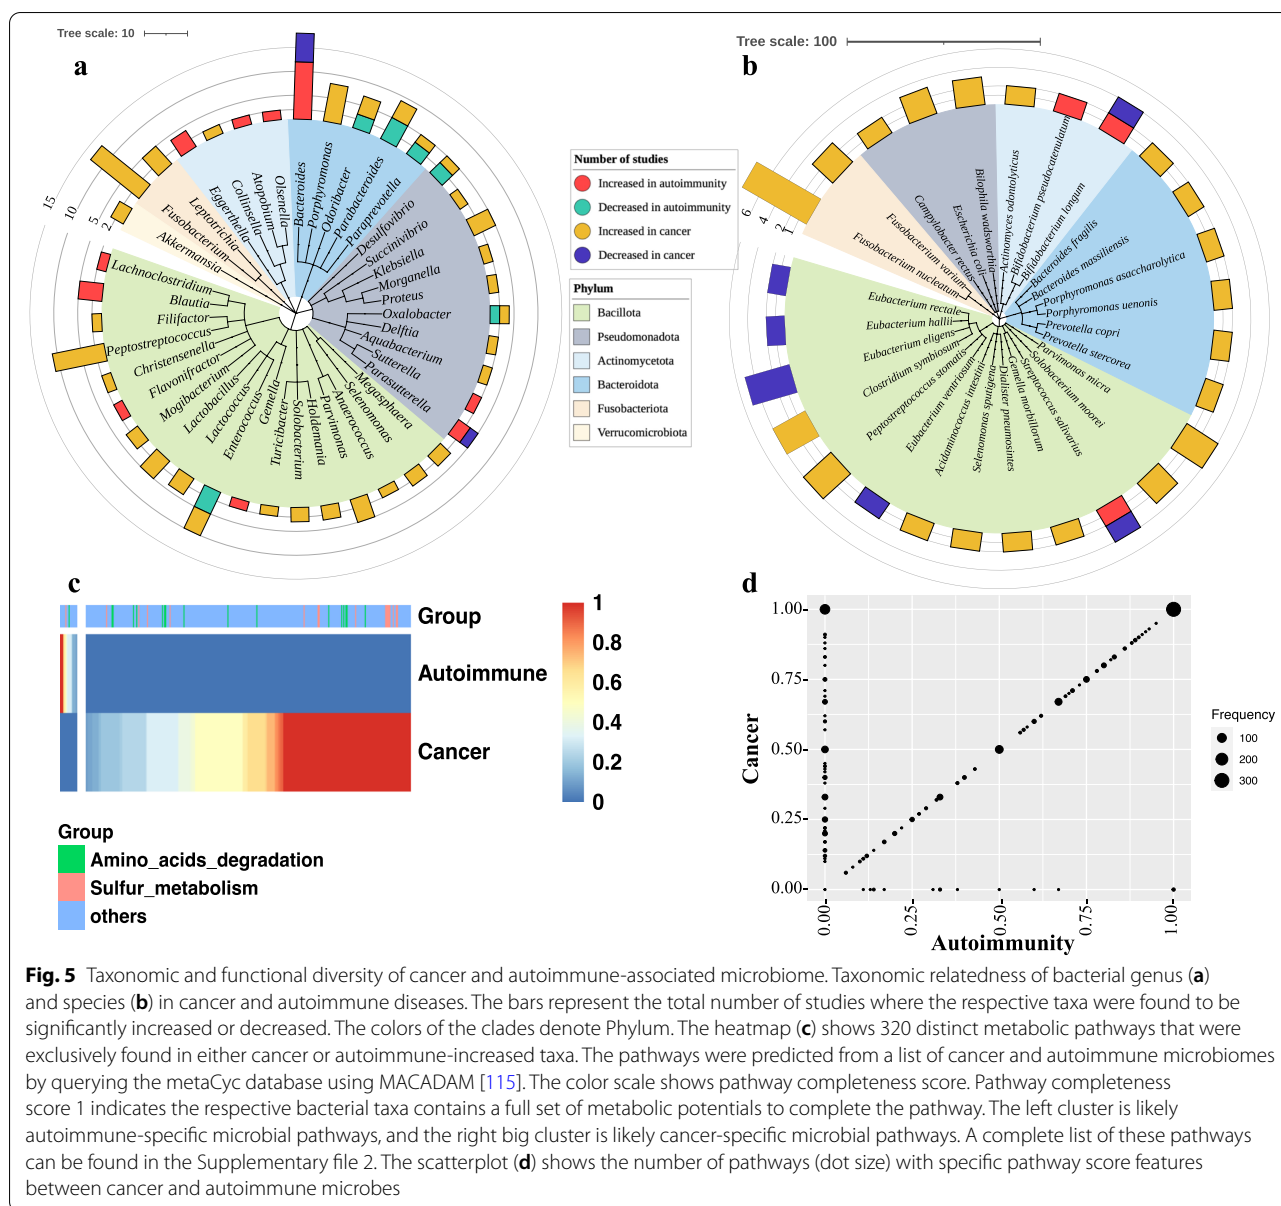 Tree scale: 10
a
15
10
5
2
Olsenella
Atopobium
Collinsella
Eggerthella
Leptotrichia
Fusobacterium
Akkermansia
Bacteroides
Porphyromonas
Odoribacter
Parabacteroides
Paraprevotella
Desulfovibrio
Succinivibrio
Klebsiella
Morganella
Proteus
Oxalobacter
Delftia
Aquabacterium
Sutterella
Parasutterella
Megasphaera
Selenomonas
Anaerococcus
Parvimonas
Holdemania
Solobacterium
Turicibacter
Gemella
Enterococcus
Lactococcus
Lactobacillus
Mogibacterium
Flavonifractor
Christensenella
Peptostreptococcus
Filifactor
Blautia
Lachnoclostridium
Number of studies
Increased in autoimmunity
Decreased in autoimmunity
Increased in cancer
Decreased in cancer
Phylum
Bacillota
Pseudomonadota
Actinomycetota
Bacteroidota
Fusobacteriota
Verrucomicrobiota
Tree scale: 100
b
6
4
2
1
Fusobacterium nucleatum
Fusobacterium varium
Campylobacter rectus
Escherichia coli
Bilophila wadsworthia
Actinomyces odontolyticus
Bifidobacterium pseudocatenulatum
Bifidobacterium longum
Bacteroides fragilis
Bacteroides massiliensis
Porphyromonas asaccharolytica
Porphyromonas uenonis
Prevotella copri
Prevotella stercorea
Parvimonas micra
Solobacterium moorei
Streptococcus salivarius
Gemella morbillorum
Dialister pneumosintes
Selenomonas sputigena
Acidaminococcus intestini
Eubacterium ventriosum
Peptostreptococcus stomatis
Clostridium symbiosum
Eubacterium eligens
Eubacterium hallii
Eubacterium rectale
c
Group
Autoimmune
Cancer
1
0.8
0.6
0.4
0.2
0
Group
Amino_acids_degradation
Sulfur_metabolism
others
d
Cancer
1.00
0.75
0.50
0.25
0.00
0.00
0.25
0.50
0.75
1.00
Autoimmunity
Frequency
100
200
300
Fig. 5 Taxonomic and functional diversity of cancer and autoimmune-associated microbiome. Taxonomic relatedness of bacterial genus (a)
and species (b) in cancer and autoimmune diseases. The bars represent the total number of studies where the respective taxa were found to be
significantly increased or decreased. The colors of the clades denote Phylum. The heatmap (c) shows 320 distinct metabolic pathways that were
exclusively found in either cancer or autoimmune-increased taxa. The pathways were predicted from a list of cancer and autoimmune microbiomes
by querying the metaCyc database using MACADAM [115]. The color scale shows pathway completeness score. Pathway completeness
score 1 indicates the respective bacterial taxa contains a full set of metabolic potentials to complete the pathway. The left cluster is likely
autoimmune-specific microbial pathways, and the right big cluster is likely cancer-specific microbial pathways. A complete list of these pathways
can be found in the Supplementary file 2. The scatterplot (d) shows the number of pathways (dot size) with specific pathway score features
between cancer and autoimmune microbes